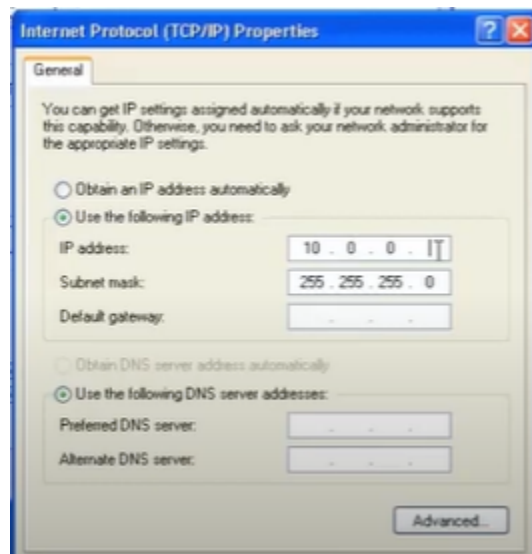 Internet Protocol (TCP/IP) Properties
General
You can get IP settings assigned automatically if your network supports
this capability. Otherwise, you need to ask your network administrator for
the appropriate IP settings.
Obtain an IP address automatically
Use the following IP address:
IP address: 10 . 0 . 0 .
Subnet mask: 255 . 255 . 255 . 0
Default gateway: . . .
Obtain DNS server address automatically
Use the following DNS server addresses:
Preferred DNS server: . . .
Alternate DNS server: . . .
Advanced...